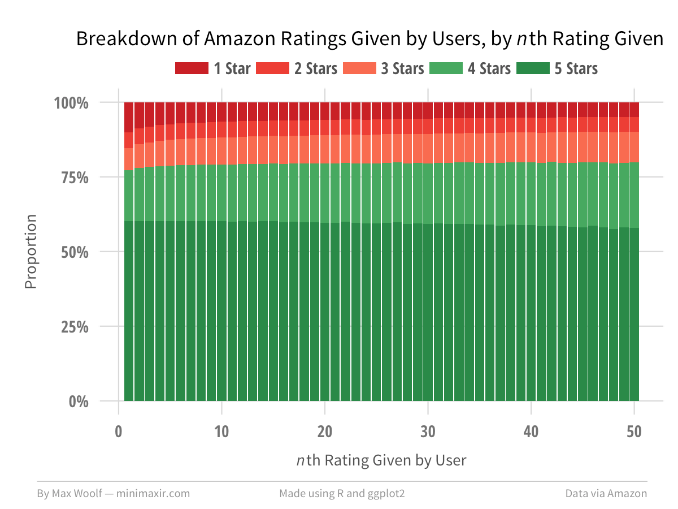 Breakdown of Amazon Ratings Given by Users, by nth Rating Given
1 Star 2 Stars 3 Stars 4 Stars 5 Stars
100%
75%
50%
25%
0%
Proportion
0 10 20 30 40 50
nth Rating Given by User
By Max Woolf — minimaxir.com Made using R and ggplot2 Data via Amazon